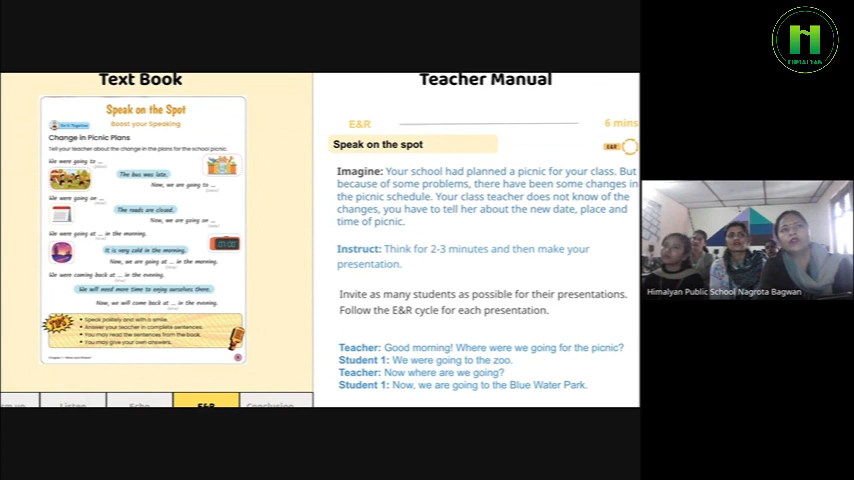 HIMALYAN
Text Book
Teacher Manual
Speak on the Spot
Boost your Speaking
Do it Together
Change in Picnic Plans
Tell your teacher about the change in the plans for the school picnic.
We were going to ...
(place)
The bus was late.
Now, we are going to ...
(place)
We were going on ...
The roads are closed.
Now, we are going on ...
We were going at ... in the morning.
It is very cold in the morning.
Now, we are going at ... in the morning.
We were coming back at ... in the evening.
We will need more time to enjoy ourselves there.
Now, we will come back at ... in the evening.
TIPS
• Speak politely and with a smile.
• Answer your teacher in complete sentences.
• You may read the sentences from the book.
• You may give your own answers.
E&R
6 mins
Speak on the spot
E&R
Imagine: Your school had planned a picnic for your class. But
because of some problems, there have been some changes in
the picnic schedule. Your class teacher does not know of the
changes, you have to tell her about the new date, place and
time of picnic.
Instruct: Think for 2-3 minutes and then make your
presentation.
Invite as many students as possible for their presentations.
Follow the E&R cycle for each presentation.
Teacher: Good morning! Where were we going for the picnic?
Student 1: We were going to the zoo.
Teacher: Now where are we going?
Student 1: Now, we are going to the Blue Water Park.
Listen
Echo
E&R
Conclusion
Himalyan Public School Nagrota Bagwan